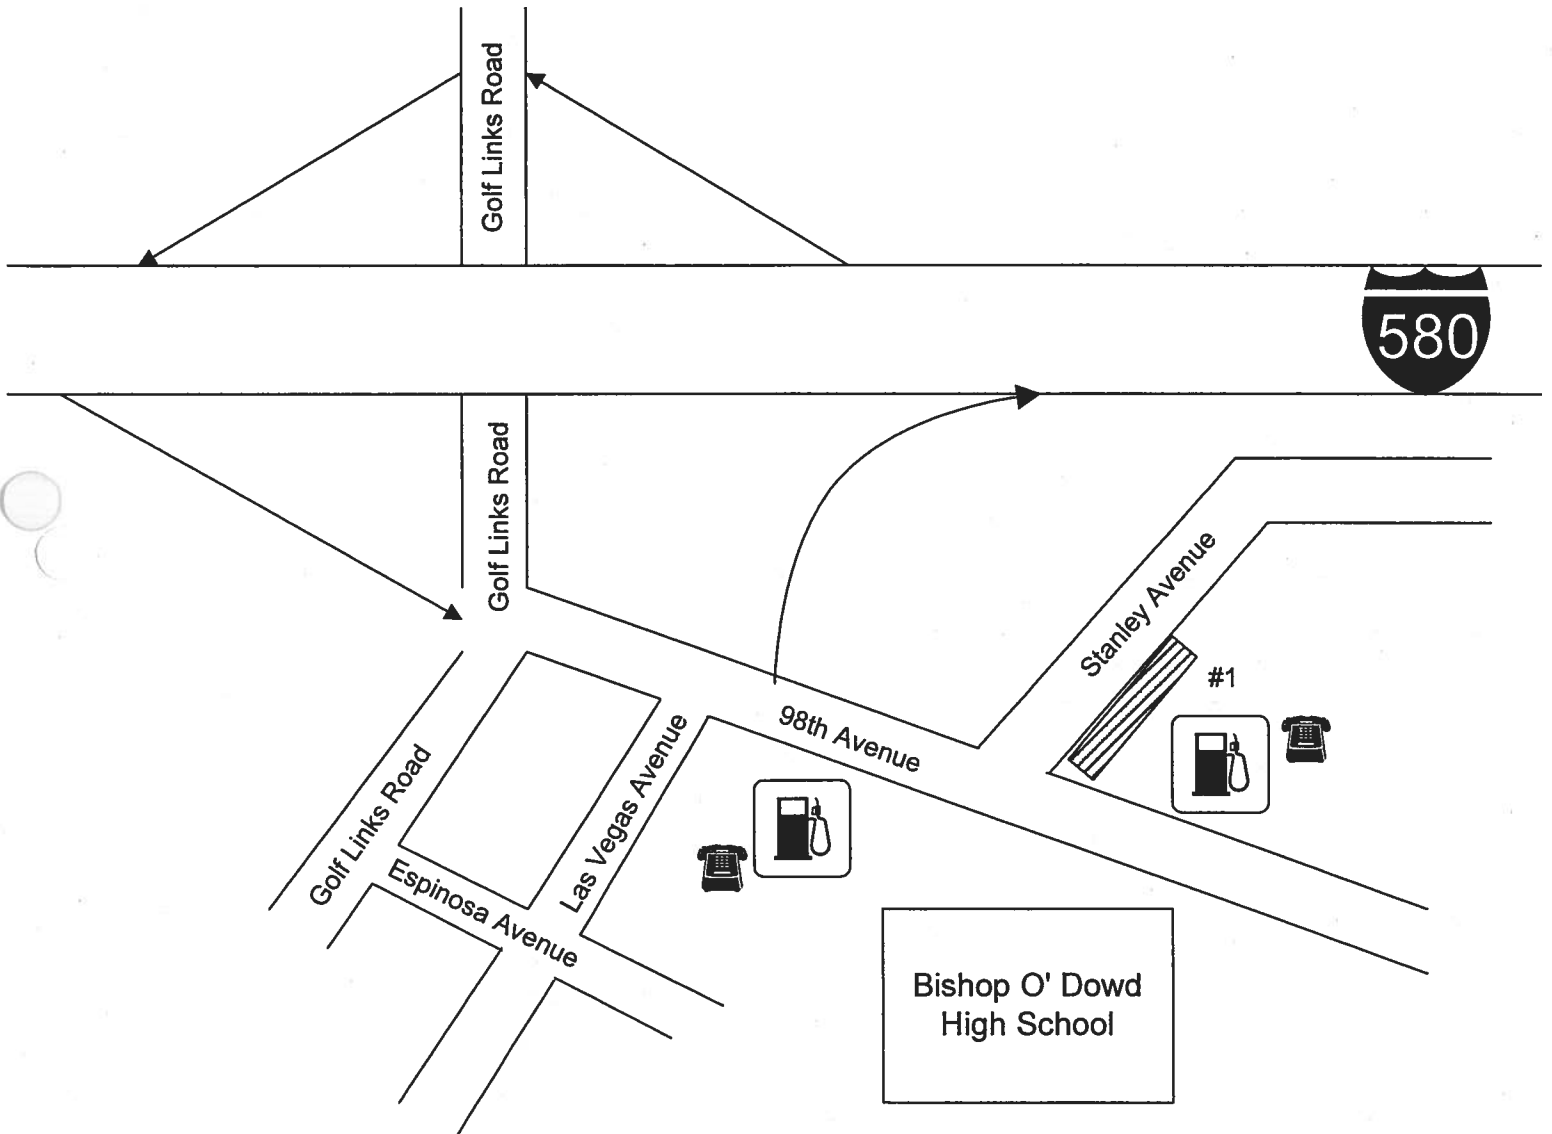 Golf Links Road
580
Golf Links Road
Stanley Avenue
#1
98th Avenue
Las Vegas Avenue
Golf Links Road
Espinosa Avenue
Bishop O' Dowd
High School